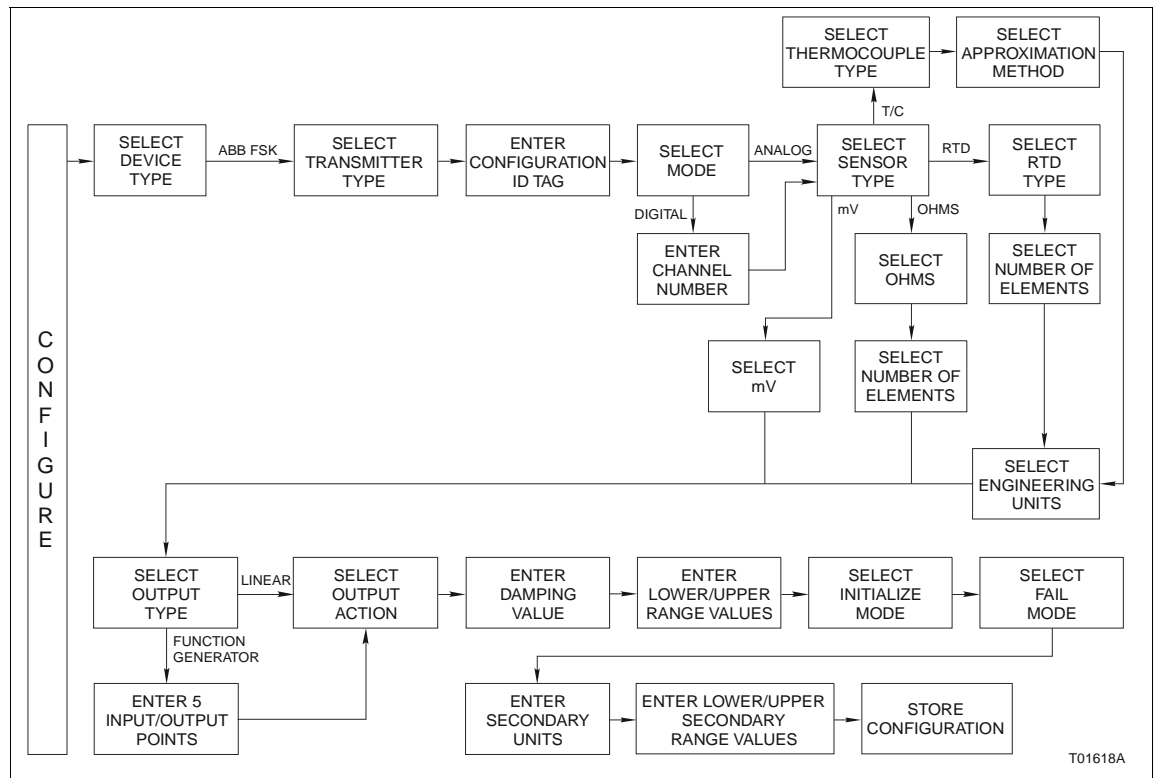 SELECT
THERMOCOUPLE
TYPE
SELECT
APPROXIMATION
METHOD
T/C
CONFIGURE
SELECT
DEVICE
TYPE
ABB FSK
SELECT
TRANSMITTER
TYPE
ENTER
CONFIGURATION
ID TAG
SELECT
MODE
ANALOG
SELECT
SENSOR
TYPE
RTD
SELECT
RTD
TYPE
DIGITAL
mV
OHMS
ENTER
CHANNEL
NUMBER
SELECT
OHMS
SELECT
NUMBER OF
ELEMENTS
SELECT
mV
SELECT
NUMBER OF
ELEMENTS
SELECT
ENGINEERING
UNITS
SELECT
OUTPUT
TYPE
LINEAR
SELECT
OUTPUT
ACTION
ENTER
DAMPING
VALUE
ENTER
LOWER/UPPER
RANGE VALUES
SELECT
INITIALIZE
MODE
SELECT
FAIL
MODE
FUNCTION
GENERATOR
ENTER 5
INPUT/OUTPUT
POINTS
ENTER
SECONDARY
UNITS
ENTER LOWER/UPPER
SECONDARY
RANGE VALUES
STORE
CONFIGURATION
T01618A